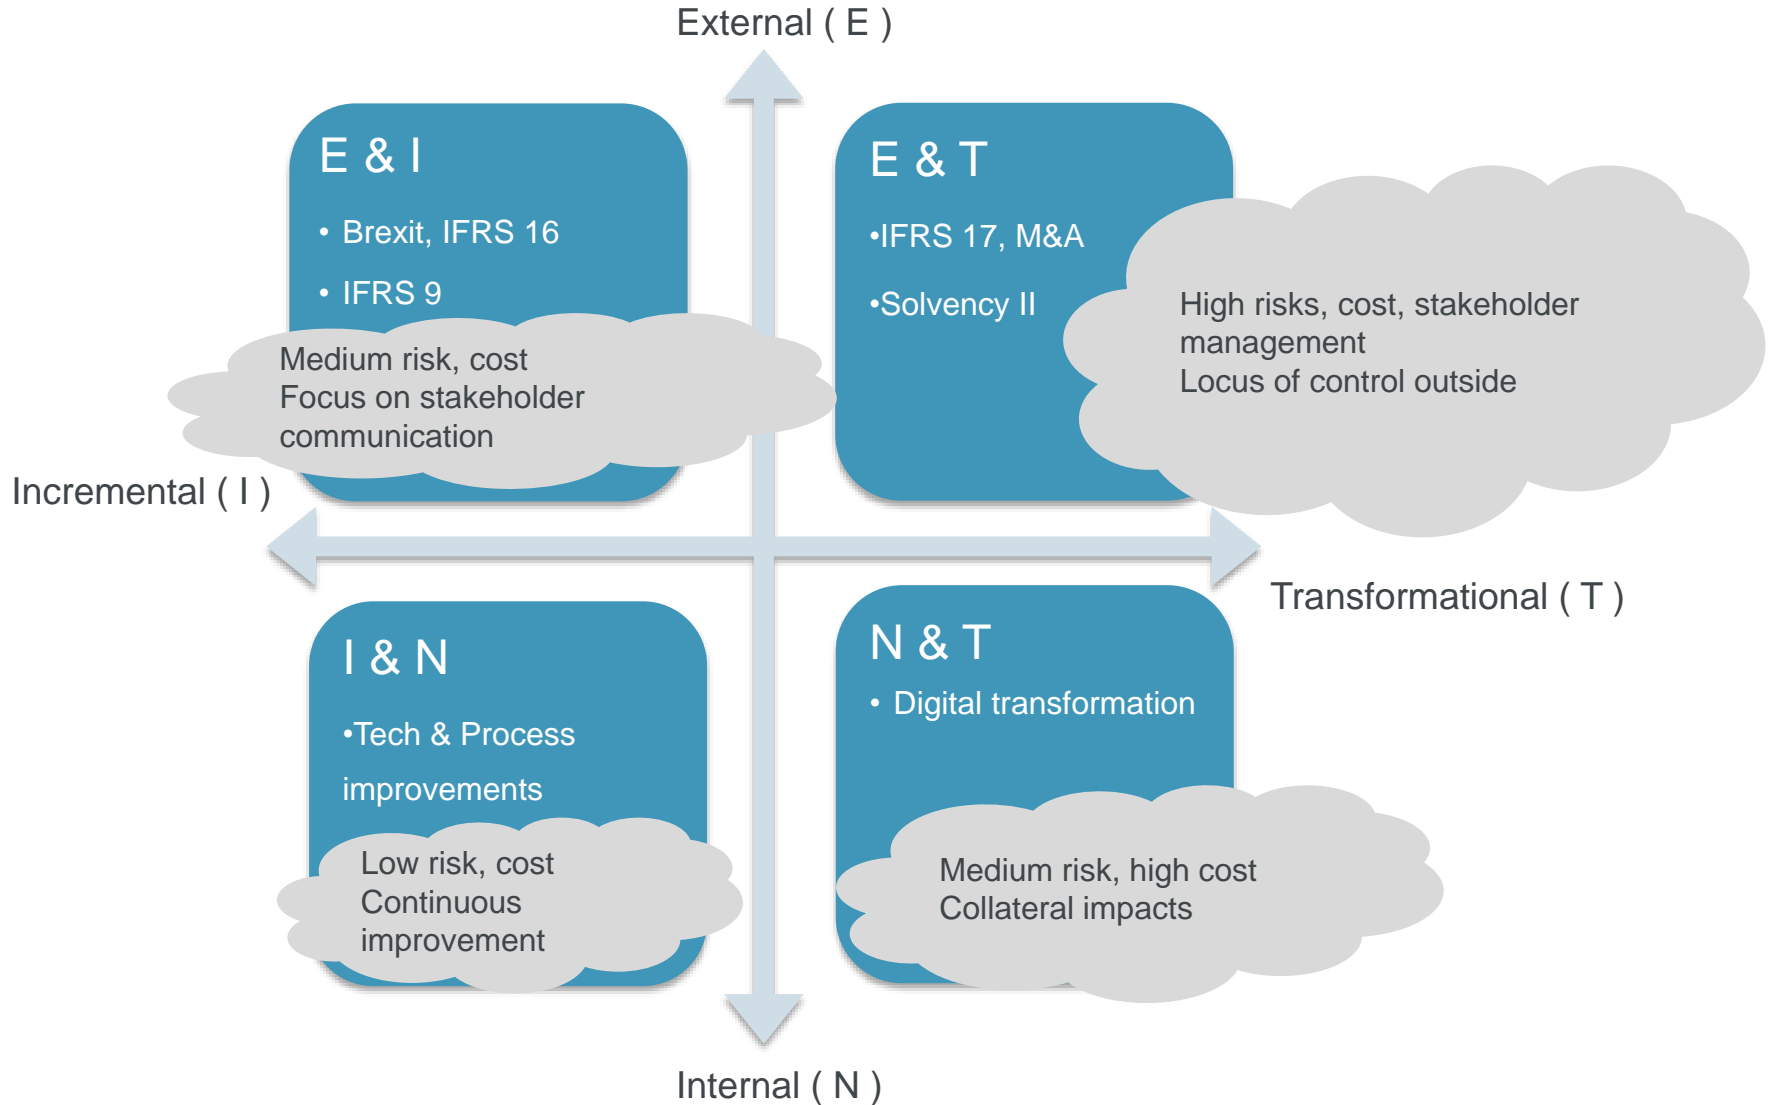 External ( E )
E & I
• Brexit, IFRS 16
• IFRS 9
Medium risk, cost
Focus on stakeholder
communication
E & T
•IFRS 17, M&A
•Solvency II
High risks, cost, stakeholder
management
Locus of control outside
Incremental ( I )
Transformational ( T )
I & N
•Tech & Process
improvements
Low risk, cost
Continuous
improvement
N & T
• Digital transformation
Medium risk, high cost
Collateral impacts
Internal ( N )